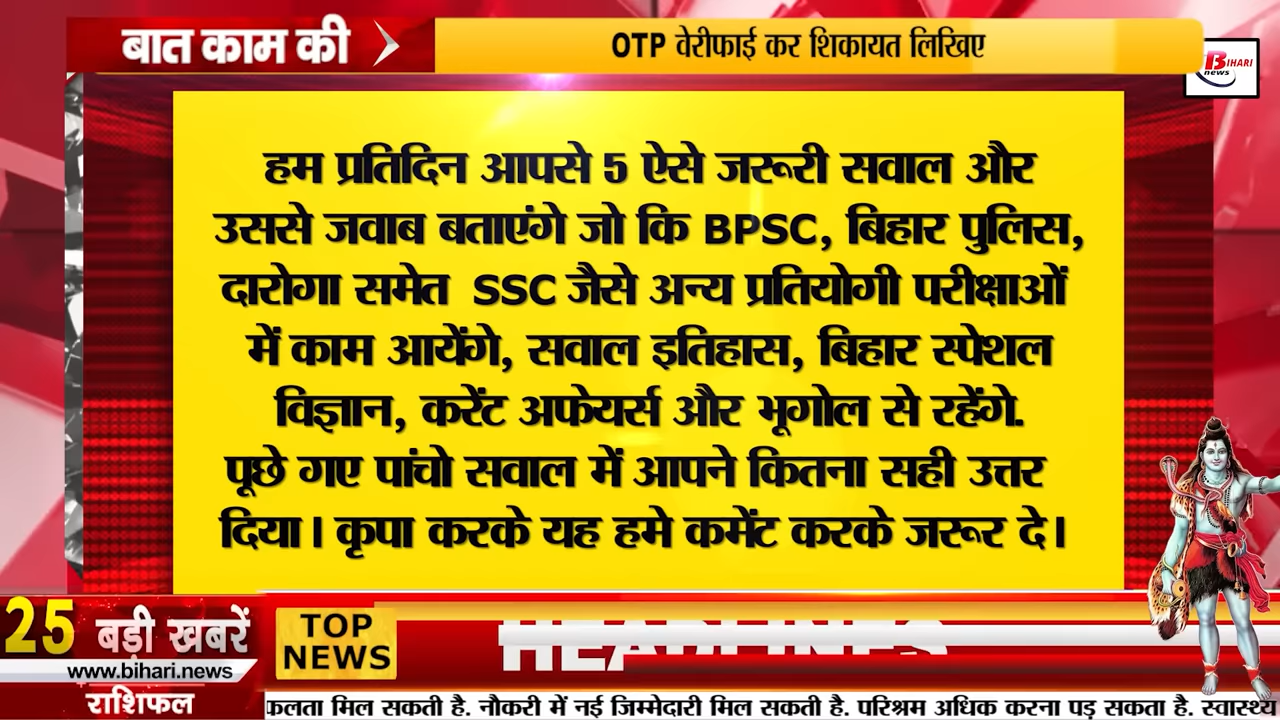 बात काम की
OTP वेरीफाई कर शिकायत लिखिए
BIHARI
news
हम प्रतिदिन आपसे 5 ऐसे जरूरी सवाल और
उससे जवाब बताएंगे जो कि BPSC, बिहार पुलिस,
दारोगा समेत SSC जैसे अन्य प्रतियोगी परीक्षाओं
में काम आयेंगे, सवाल इतिहास, बिहार स्पेशल
विज्ञान, करेंट अफेयर्स और भूगोल से रहेंगे.
पूछे गए पांचो सवाल में आपने कितना सही उत्तर
दिया। कृपा करके यह हमे कमेंट करके जरूर दे।
25 बड़ी खबरें
www.bihari.news
TOP
NEWS
HEADLINES
राशिफल
फलता मिल सकती है. नौकरी में नई जिम्मेदारी मिल सकती है. परिश्रम अधिक करना पड़ सकता है. स्वास्थ्य